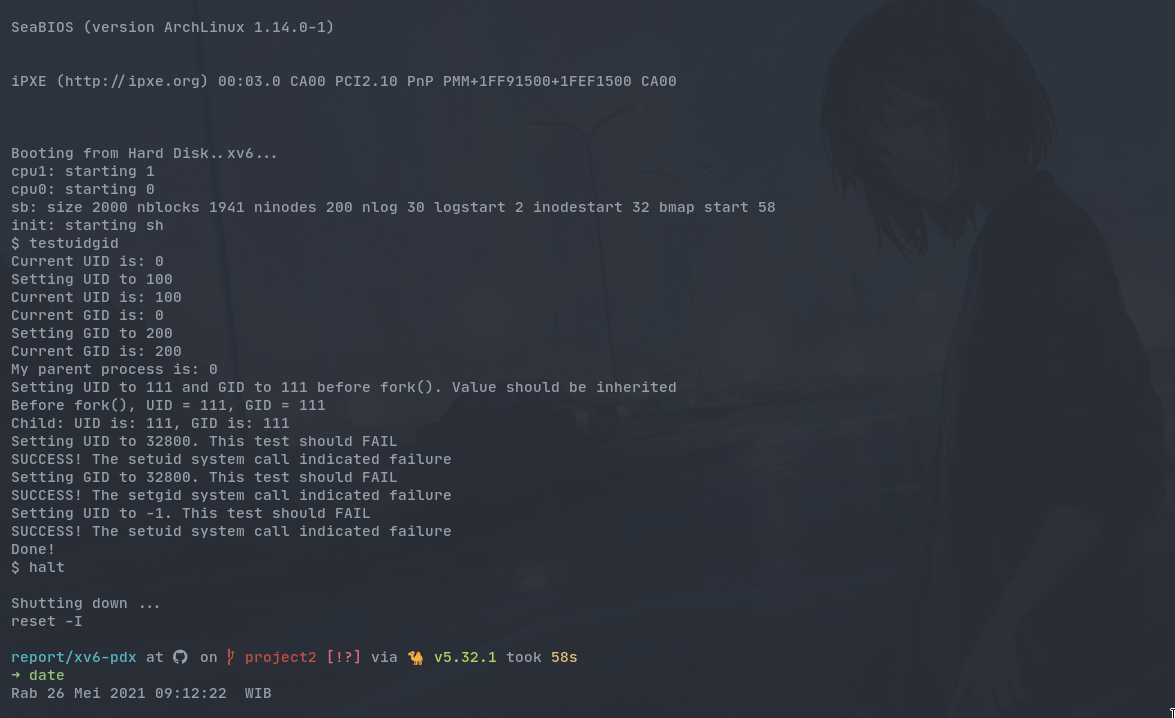 SeaBIOS (version ArchLinux 1.14.0-1)
iPXE (http://ipxe.org) 00:03.0 CA00 PCI2.10 PnP PMM+1FF91500+1FEF1500 CA00
Booting from Hard Disk..xv6...
cpu1: starting 1
cpu0: starting 0
sb: size 2000 nblocks 1941 ninodes 200 nlog 30 logstart 2 inodestart 32 bmap start 58
init: starting sh
$ testuidgid
Current UID is: 0
Setting UID to 100
Current UID is: 100
Current GID is: 0
Setting GID to 200
Current GID is: 200
My parent process is: 0
Setting UID to 111 and GID to 111 before fork(). Value should be inherited
Before fork(), UID = 111, GID = 111
Child: UID is: 111, GID is: 111
Setting UID to 32800. This test should FAIL
SUCCESS! The setuid system call indicated failure
Setting GID to 32800. This test should FAIL
SUCCESS! The setgid system call indicated failure
Setting UID to -1. This test should FAIL
SUCCESS! The setuid system call indicated failure
Done!
$ halt
Shutting down ...
reset -I
report/xv6-pdx at on project2 [!?] via 🐪 v5.32.1 took 58s
➜ date
Rab 26 Mei 2021 09:12:22  WIB